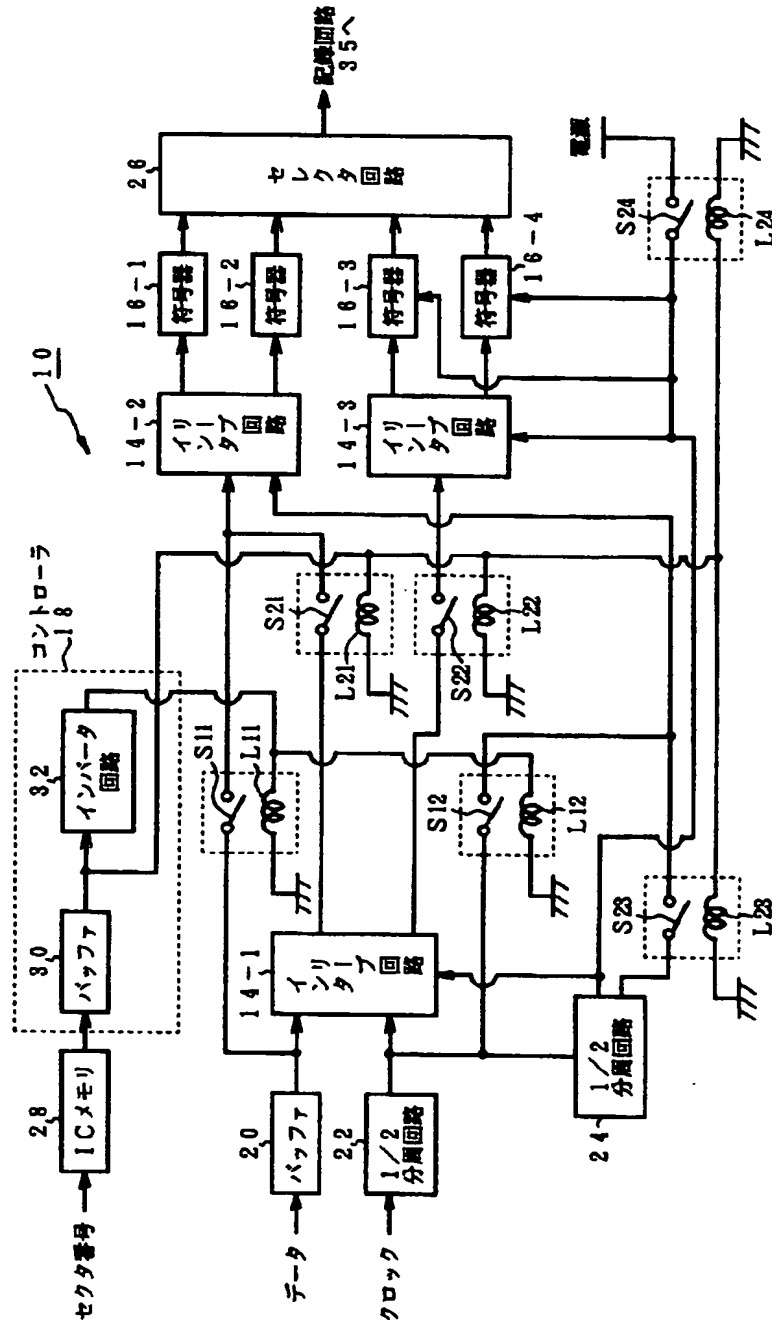 10
コントローラ
18
セクタ番号
28
ICメモリ
30
バッファ
32
インバータ
回路
データ
20
バッファ
クロック
22
1/2
分周回路
24
1/2
分周回路
14-1
インタ
リーブ
回路
S11
L11
S12
L12
S21
L21
S22
L22
S23
L23
S24
L24
電源
14-2
インタ
リーブ
回路
14-3
インタ
リーブ
回路
16-1
符号器
16-2
符号器
16-3
符号器
16-4
符号器
26
セレクタ回路
記録回路
35へ